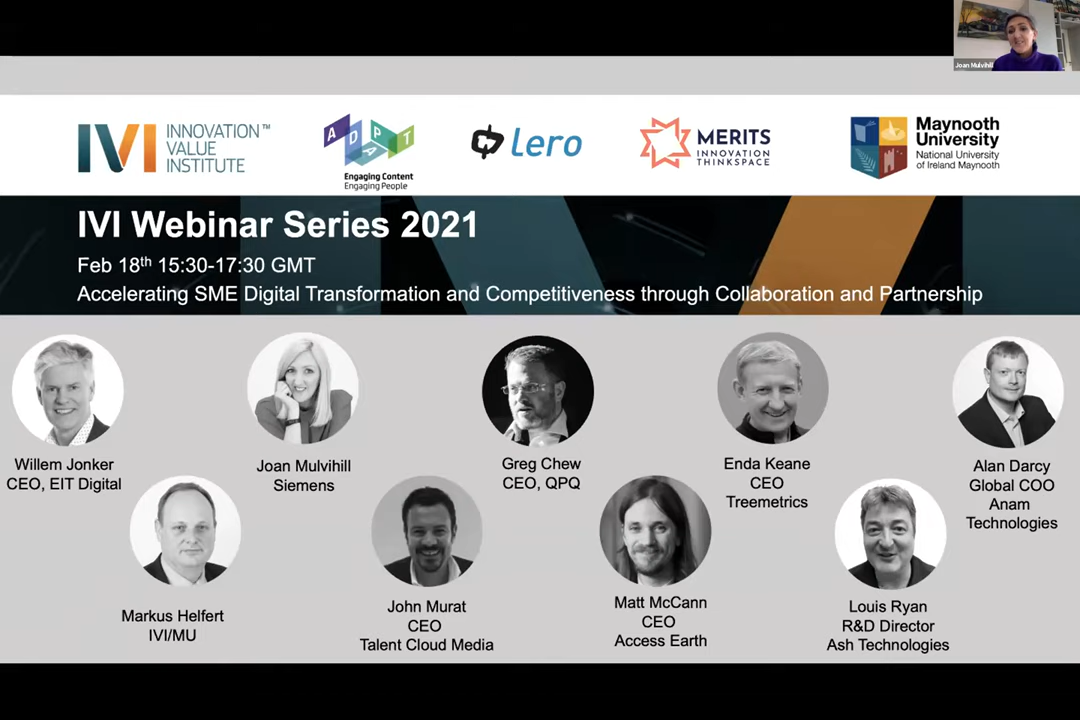 Joan Mulvihill
IVI
INNOVATION™
VALUE
INSTITUTE
ADAPT
Engaging Content
Engaging People
Lero
MERITS
INNOVATION
THINKSPACE
Maynooth
University
National University
of Ireland Maynooth
IVI Webinar Series 2021
Feb 18th 15:30-17:30 GMT
Accelerating SME Digital Transformation and Competitiveness through Collaboration and Partnership
Willem Jonker
CEO, EIT Digital
Joan Mulvihill
Siemens
Greg Chew
CEO, QPQ
Enda Keane
CEO
Treemetrics
Alan Darcy
Global COO
Anam
Technologies
Markus Helfert
IVI/MU
John Murat
CEO
Talent Cloud Media
Matt McCann
CEO
Access Earth
Louis Ryan
R&D Director
Ash Technologies